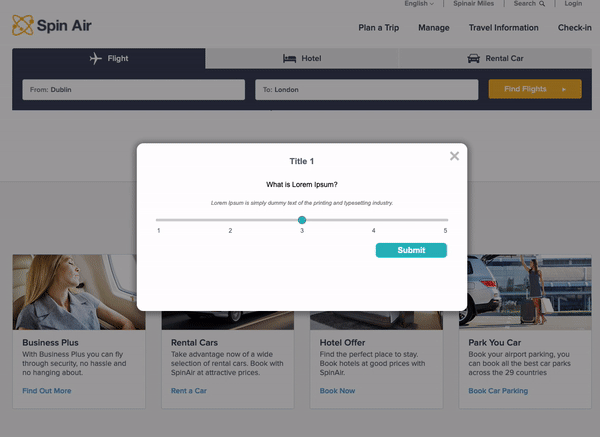 English
Spinair Miles
Search
Login
Spin Air
Plan a Trip
Manage
Travel Information
Check-in
Flight
Hotel
Rental Car
From: Dublin
To: London
Find Flights
Title 1
What is Lorem Ipsum?
Lorem Ipsum is simply dummy text of the printing and typesetting industry.
1 2 3 4 5
Submit
Business Plus
With Business Plus you can fly
through security, no hassle and
no hanging about.
Find Out More
Rental Cars
Take advantage now of a wide
selection of rental cars. Book with
SpinAir at attractive prices.
Rent a Car
Hotel Offer
Find the perfect place to stay.
Book hotels at good prices with
SpinAir.
Book Now
Park You Car
Book your airport parking, you
can book all the best car parks
across the 29 countries
Book Car Parking